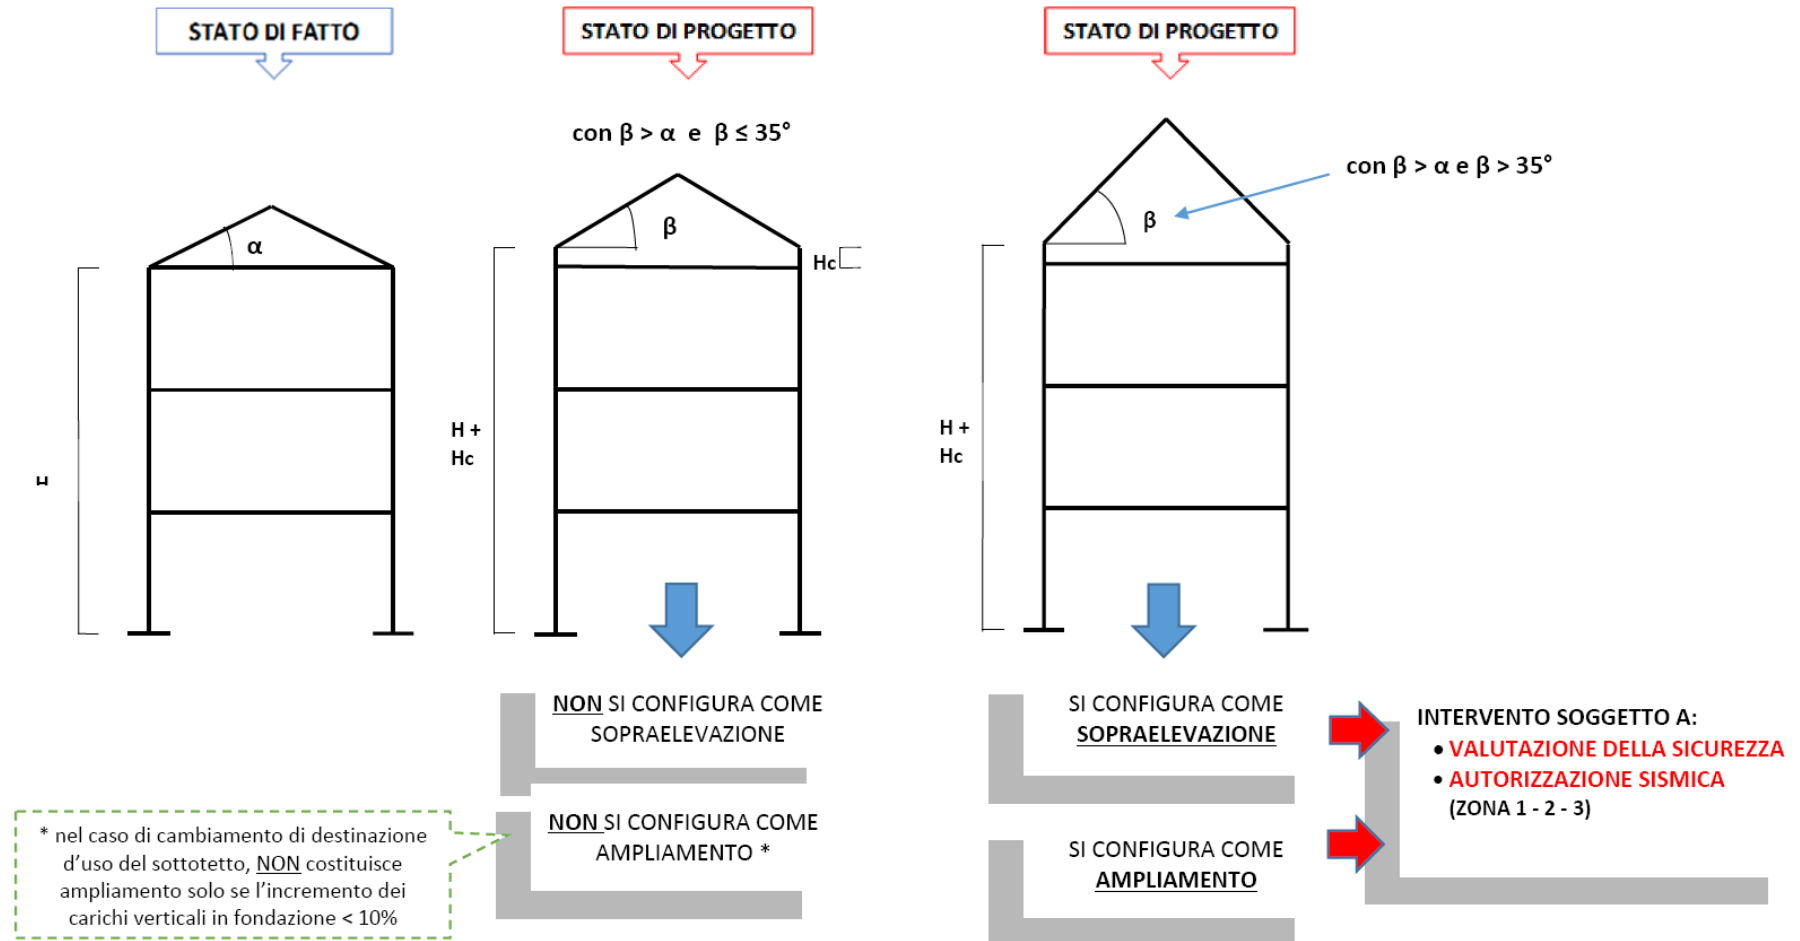 STATO DI FATTO
STATO DI PROGETTO
STATO DI PROGETTO
con β > α e β ≤ 35°
con β > α e β > 35°
α
β
β
Hc
H +
Hc
H +
Hc
H
NON SI CONFIGURA COME
SOPRAELEVAZIONE
NON SI CONFIGURA COME
AMPLIAMENTO *
* nel caso di cambiamento di destinazione
d'uso del sottotetto, NON costituisce
ampliamento solo se l'incremento dei
carichi verticali in fondazione < 10%
SI CONFIGURA COME
SOPRAELEVAZIONE
SI CONFIGURA COME
AMPLIAMENTO
INTERVENTO SOGGETTO A:
• VALUTAZIONE DELLA SICUREZZA
• AUTORIZZAZIONE SISMICA
(ZONA 1 - 2 - 3)